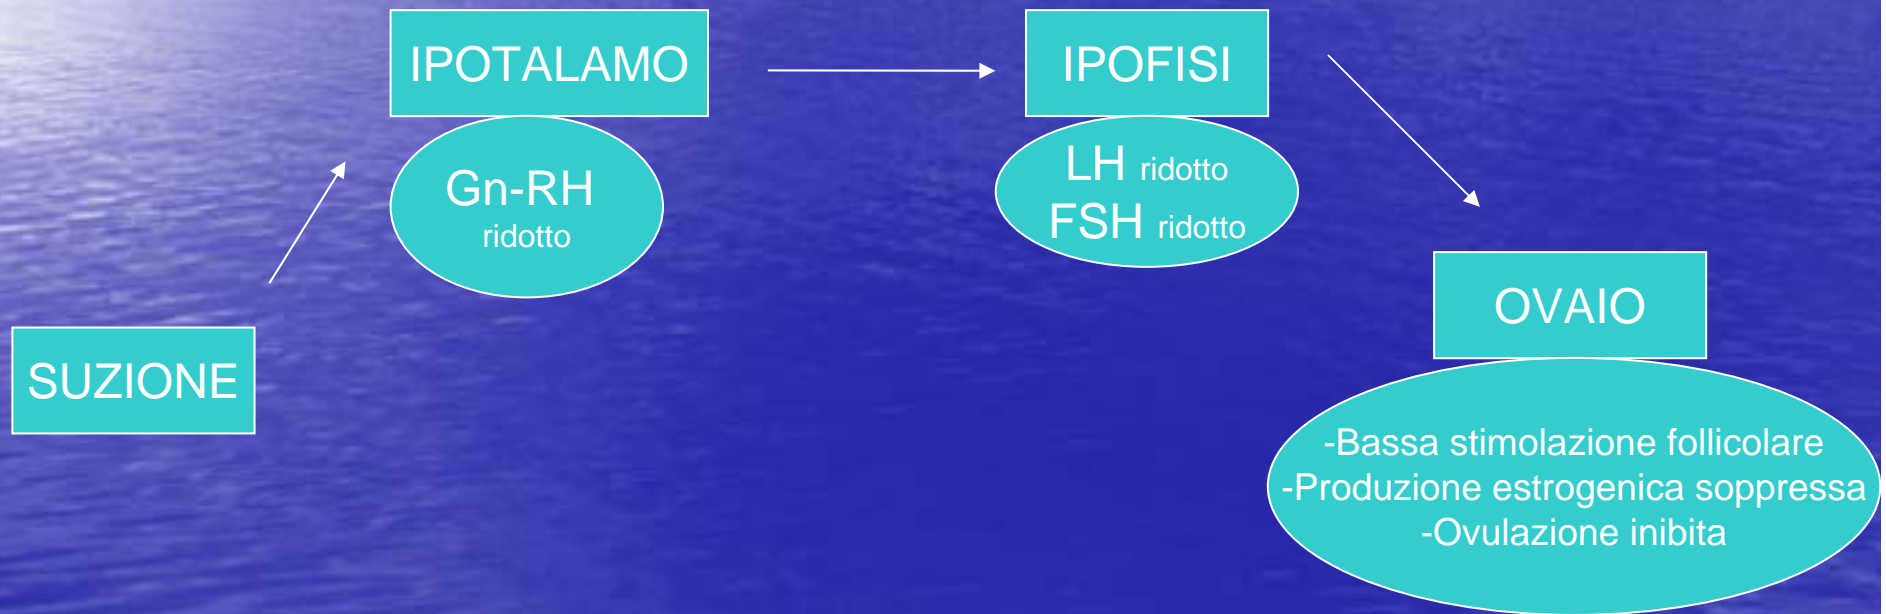 IPOTALAMO
Gn-RH
ridotto
IPOFISI
LH ridotto
FSH ridotto
SUZIONE
OVAIO
-Bassa stimolazione follicolare
-Produzione estrogenica soppressa
-Ovulazione inibita